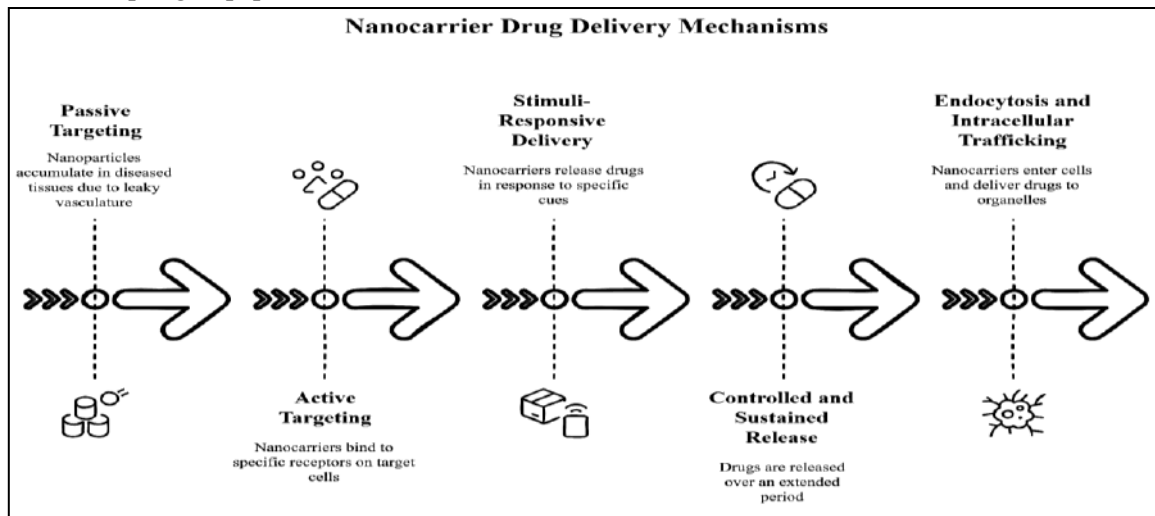 Nanocarrier Drug Delivery Mechanisms
Passive
Targeting
Nanoparticles
accumulate in diseased
tissues due to leaky
vasculature
Active
Targeting
Nanocarriers bind to
specific receptors on target
cells
Stimuli-
Responsive
Delivery
Nanocarriers release drugs
in response to specific
cues
Controlled and
Sustained
Release
Drugs are released
over an extended
period
Endocytosis and
Intracellular
Trafficking
Nanocarriers enter cells
and deliver drugs to
organelles